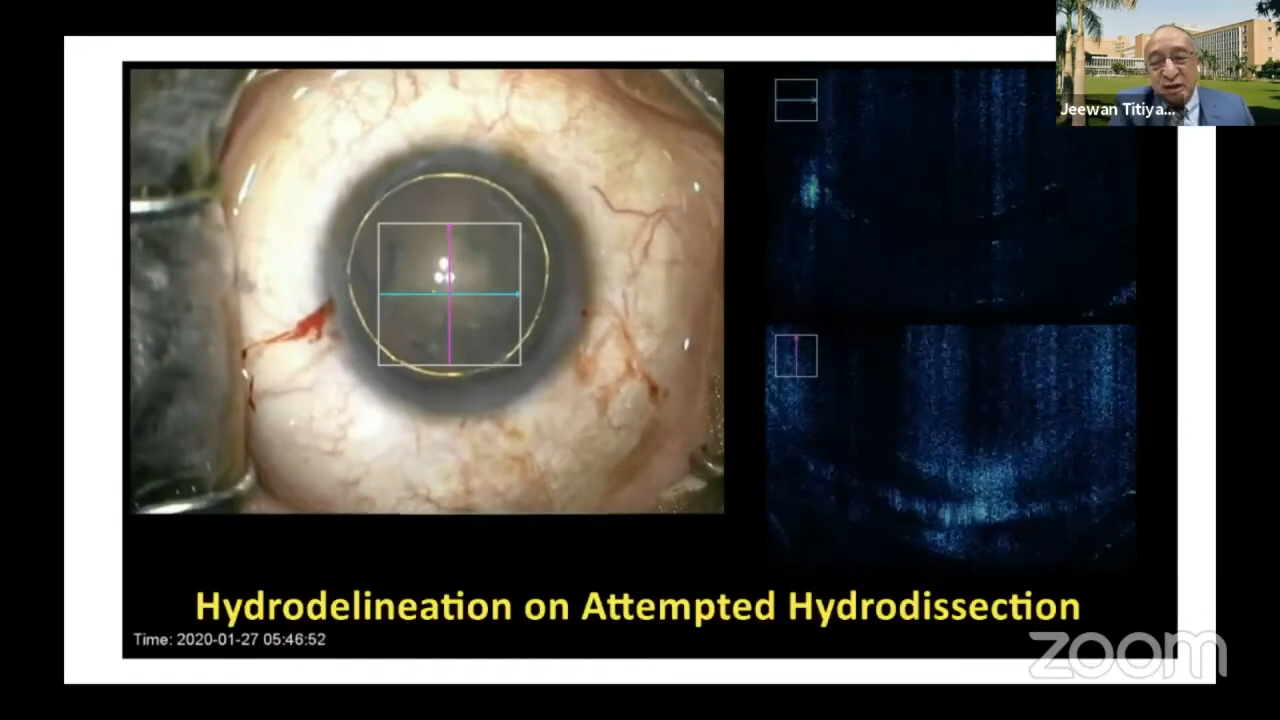 Jeewan Titiya...
Hydrodelineation on Attempted Hydrodissection
Time: 2020-01-27 05:46:52
zoom